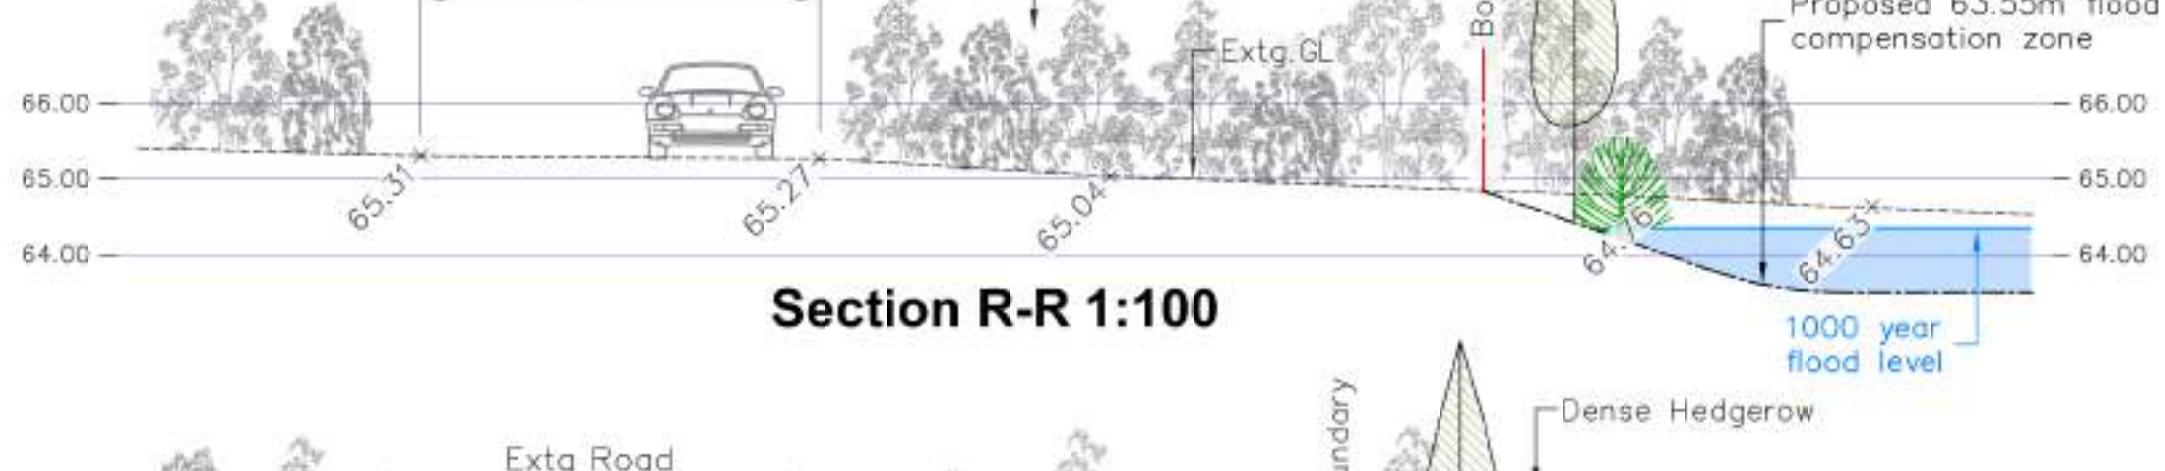 Proposed 63.55m flood
compensation zone
Bo
Extg.GL
66.00
66.00
65.00
65.00
64.00
64.00
65.31
65.27
65.04
64.63
Section R-R 1:100
1000 year
flood level
undary
Dense Hedgerow
Extg Road